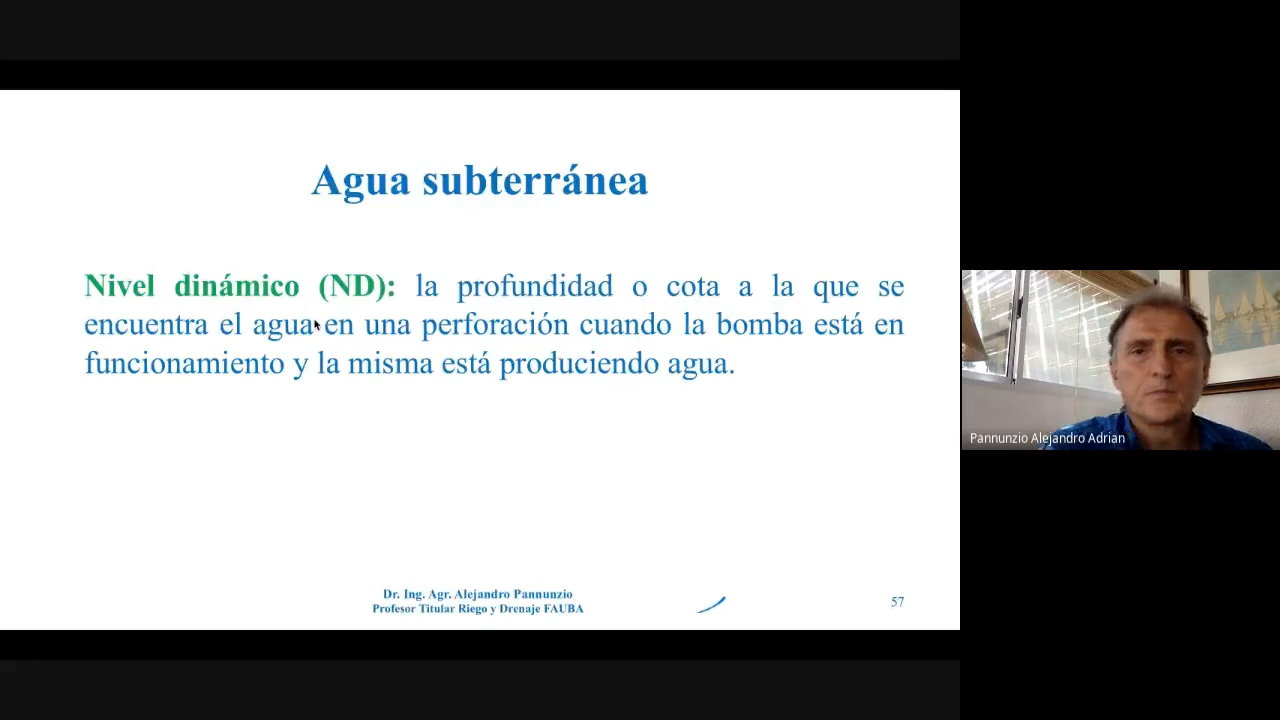 Agua subterránea
Nivel dinámico (ND): la profundidad o cota a la que se
encuentra el agua en una perforación cuando la bomba está en
funcionamiento y la misma está produciendo agua.
Dr. Ing. Agr. Alejandro Pannunzio
Profesor Titular Riego y Drenaje FAUBA
57
Pannunzio Alejandro Adrian